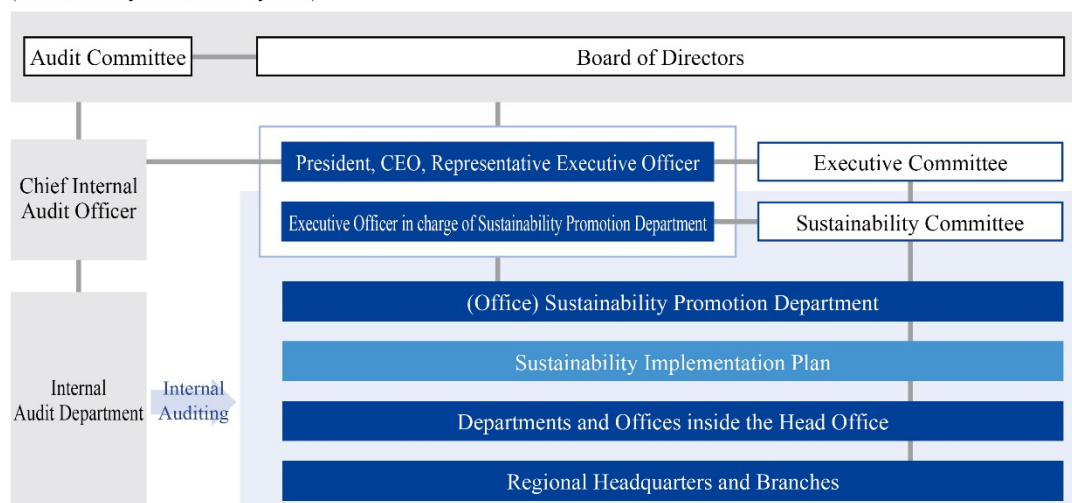 Audit Committee
Board of Directors
President, CEO, Representative Executive Officer
Executive Committee
Chief Internal
Audit Officer
Executive Officer in charge of Sustainability Promotion Department
Sustainability Committee
(Office) Sustainability Promotion Department
Sustainability Implementation Plan
Internal
Audit Department
Internal
Auditing
Departments and Offices inside the Head Office
Regional Headquarters and Branches